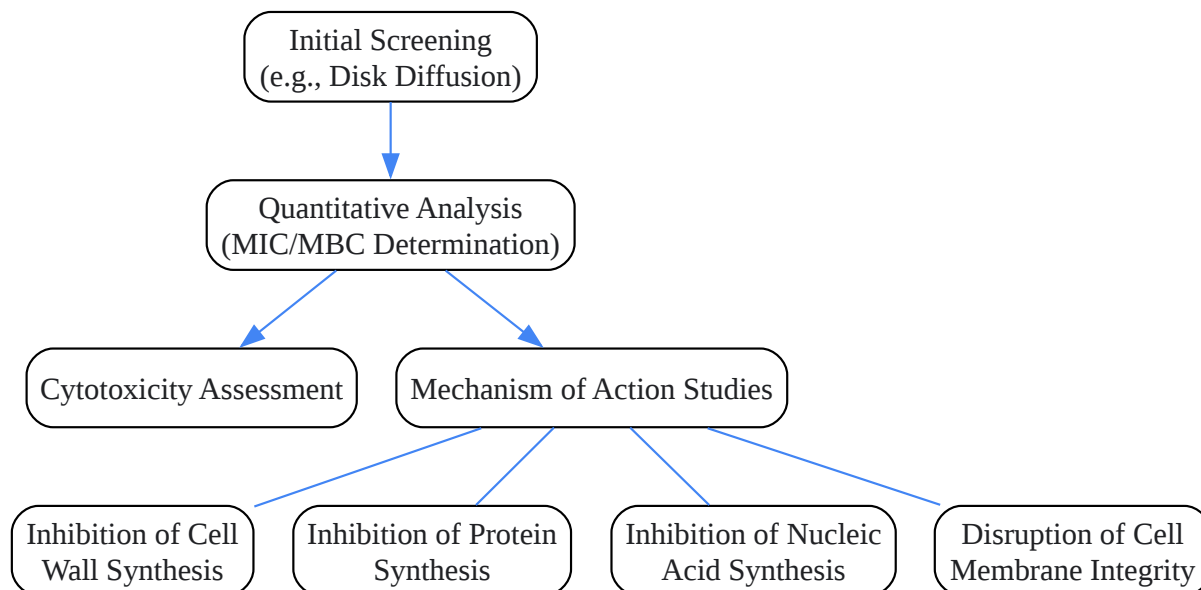 Initial Screening
(e.g., Disk Diffusion)
Quantitative Analysis
(MIC/MBC Determination)
Cytotoxicity Assessment
Mechanism of Action Studies
Inhibition of Cell
Wall Synthesis
Inhibition of Protein
Synthesis
Inhibition of Nucleic
Acid Synthesis
Disruption of Cell
Membrane Integrity